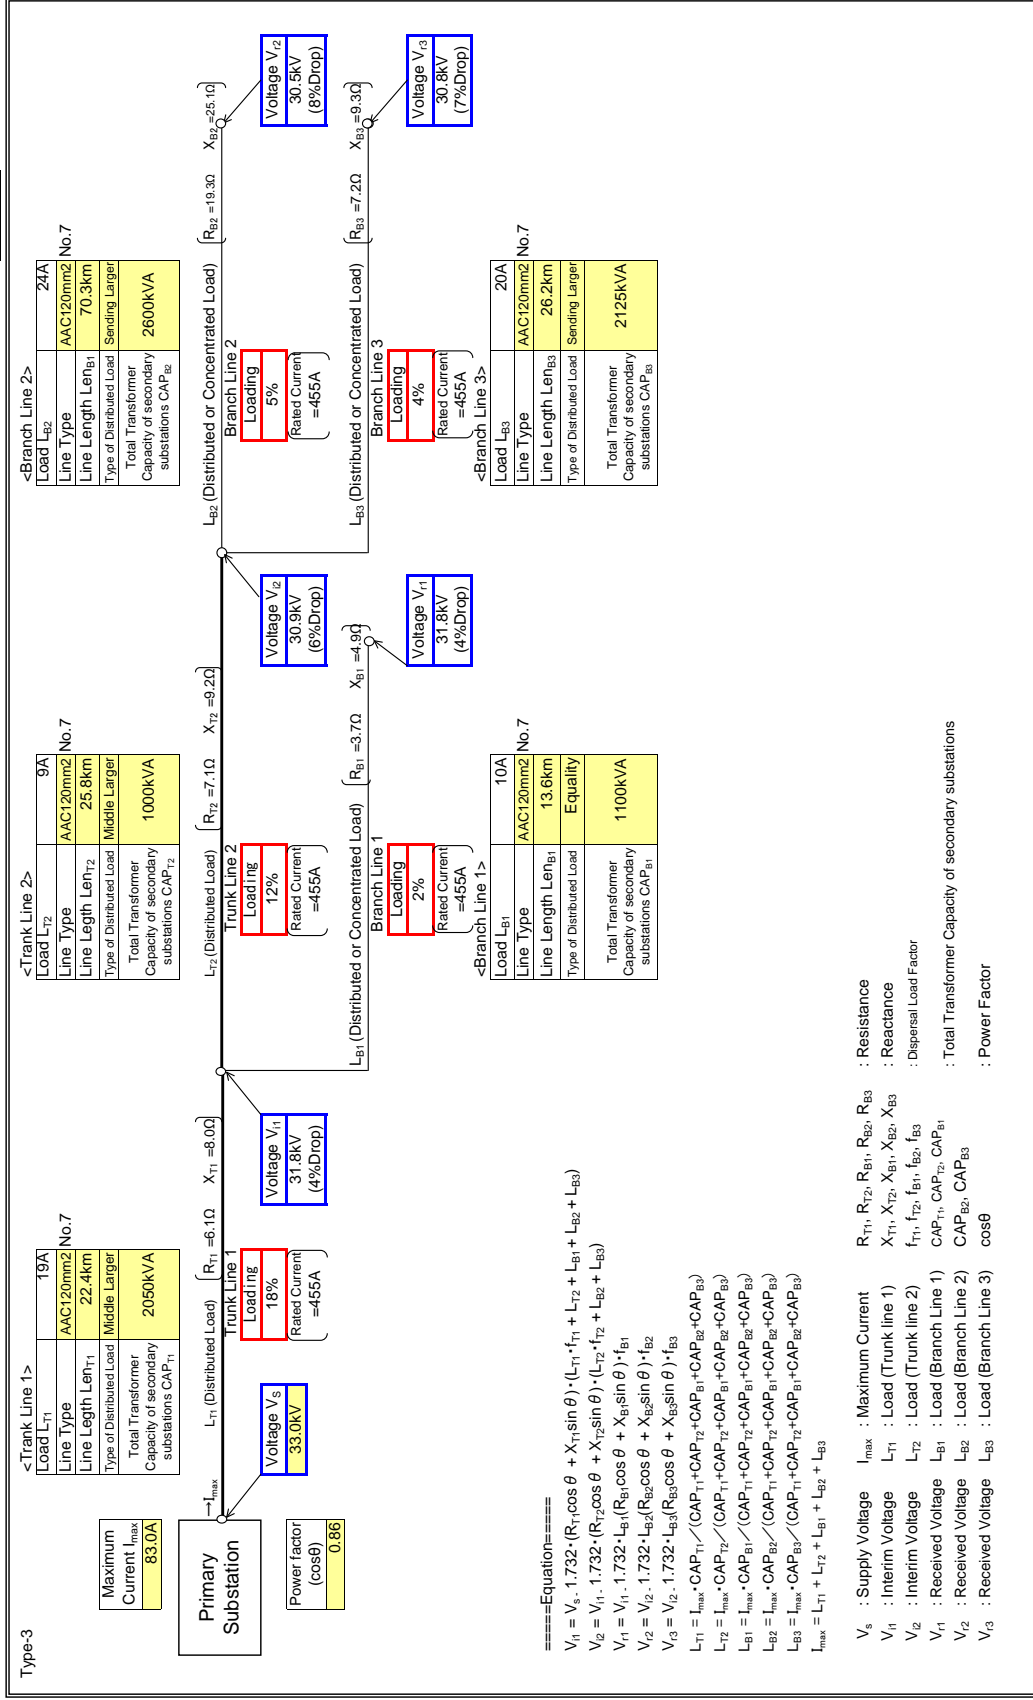 Type-3
Maximum
Current Imax
83.0A
Primary
Substation
Power factor
(cosθ)
0.86
→Imax
Voltage VS
33.0kV
<Trank Line 1>
Load LT1 19A
Line Type AAC120mm2 No.7
Line Legth LenT1 22.4km
Type of Distributed Load Middle Larger
Total Transformer
Capacity of secondary
substations CAPT1
2050kVA
LT1 (Distributed Load)
RT1 =6.1Ω XT1 =8.0Ω
Trunk Line 1
Loading
18%
Rated Current
=455A
Voltage Vi1
31.8kV
(4%Drop)
<Trank Line 2>
Load LT2 9A
Line Type AAC120mm2 No.7
Line Length LenT2 25.8km
Type of Distributed Load Middle Larger
Total Transformer
Capacity of secondary
substations CAPT2
1000kVA
LT2 (Distributed Load)
RT2 =7.1Ω XT2 =9.2Ω
Trunk Line 2
Loading
12%
Rated Current
=455A
Voltage Vi2
30.9kV
(6%Drop)
LB1 (Distributed or Concentrated Load)
RB1 =3.7Ω XB1 =4.9Ω
Branch Line 1
Loading
2%
Rated Current
=455A
Voltage Vr1
31.8kV
(4%Drop)
<Branch Line 1>
Load LB1 10A
Line Type AAC120mm2 No.7
Line Length LenB1 13.6km
Type of Distributed Load Equality
Total Transformer
Capacity of secondary
substations CAPB1
1100kVA
<Branch Line 2>
Load LB2 24A
Line Type AAC120mm2 No.7
Line Length LenB1 70.3km
Type of Distributed Load Sending Larger
Total Transformer
Capacity of secondary
substations CAPB2
2600kVA
LB2 (Distributed or Concentrated Load)
RB2 =19.3Ω XB2 =25.1Ω
Branch Line 2
Loading
5%
Rated Current
=455A
Voltage Vr2
30.5kV
(8%Drop)
LB3 (Distributed or Concentrated Load)
RB3 =7.2Ω XB3 =9.3Ω
Branch Line 3
Loading
4%
Rated Current
=455A
Voltage Vr3
30.8kV
(7%Drop)
<Branch Line 3>
Load LB3 20A
Line Type AAC120mm2 No.7
Line Length LenB3 26.2km
Type of Distributed Load Sending Larger
Total Transformer
Capacity of secondary
substations CAPB3
2125kVA
=====Equation=====
Vi1 = VS - 1.732・(RT1cos θ + XT1sin θ)・(LT1・fT1 + LT2 + LB1 + LB2 + LB3)
Vi2 = Vi1 - 1.732・(RT2cos θ + XT2sin θ)・(LT2・fT2 + LB2 + LB3)
Vr1 = Vi1 - 1.732・LB1(RB1cos θ + XB1sin θ)・fB1
Vr2 = Vi2 - 1.732・LB2(RB2cos θ + XB2sin θ)・fB2
Vr3 = Vi2 - 1.732・LB3(RB3cos θ + XB3sin θ)・fB3
LT1 = Imax・CAPT1／(CAPT1+CAPT2+CAPB1+CAPB2+CAPB3)
LT2 = Imax・CAPT2／(CAPT1+CAPT2+CAPB1+CAPB2+CAPB3)
LB1 = Imax・CAPB1／(CAPT1+CAPT2+CAPB1+CAPB2+CAPB3)
LB2 = Imax・CAPB2／(CAPT1+CAPT2+CAPB1+CAPB2+CAPB3)
LB3 = Imax・CAPB3／(CAPT1+CAPT2+CAPB1+CAPB2+CAPB3)
Imax = LT1 + LT2 + LB1 + LB2 + LB3
Vs : Supply Voltage Imax : Maximum Current RT1, RT2, RB1, RB2, RB3 : Resistance
Vi1 : Interim Voltage LT1 : Load (Trunk line 1) XT1, XT2, XB1, XB2, XB3 : Reactance
Vi2 : Interim Voltage LT2 : Load (Trunk line 2) fT1, fT2, fB1, fB2, fB3 : Dispersal Load Factor
Vr1 : Received Voltage LB1 : Load (Branch Line 1) CAPT1, CAPT2, CAPB1
Vr2 : Received Voltage LB2 : Load (Branch Line 2) CAPB2, CAPB3 : Total Transformer Capacity of secondary substations
Vr3 : Received Voltage LB3 : Load (Branch Line 3) cosθ : Power Factor